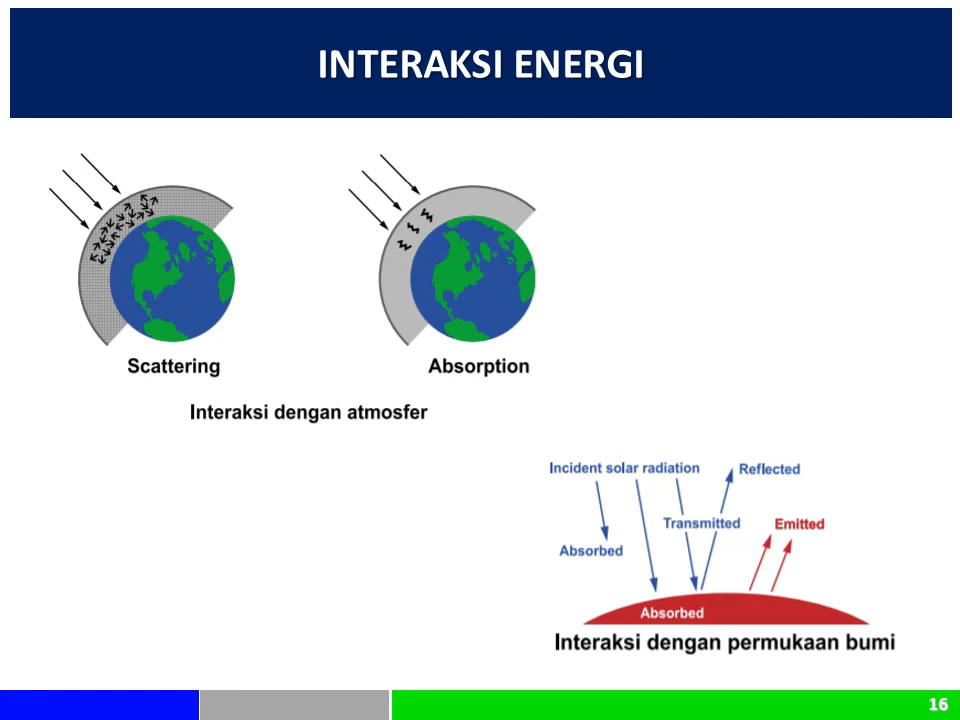 INTERAKSI ENERGI
Scattering
Absorption
Interaksi dengan atmosfer
Incident solar radiation
Reflected
Transmitted
Emitted
Absorbed
Absorbed
Interaksi dengan permukaan bumi
16